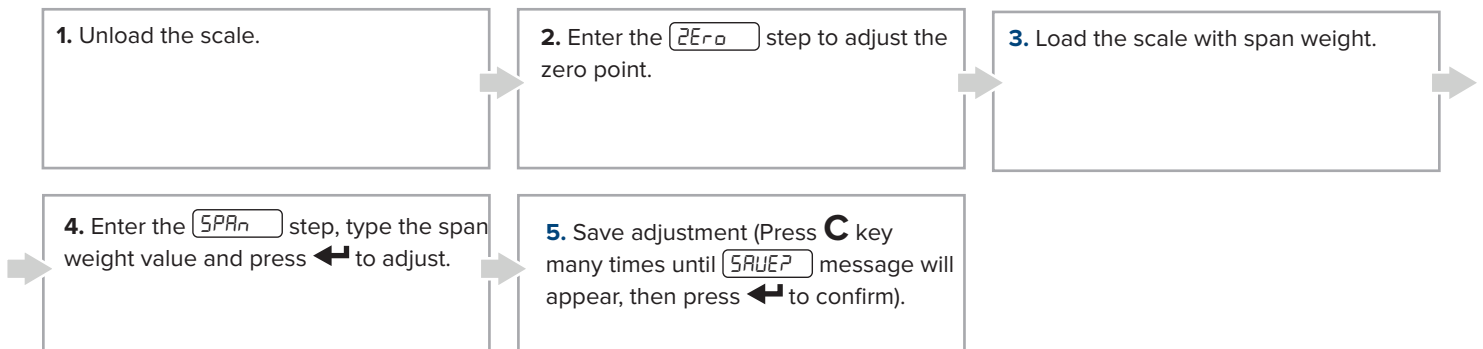 1. Unload the scale.
2. Enter the ZEro step to adjust the
zero point.
3. Load the scale with span weight.
4. Enter the SPAn step, type the span
weight value and press to adjust.
5. Save adjustment (Press C key
many times until SAVE? message will
appear, then press to confirm).